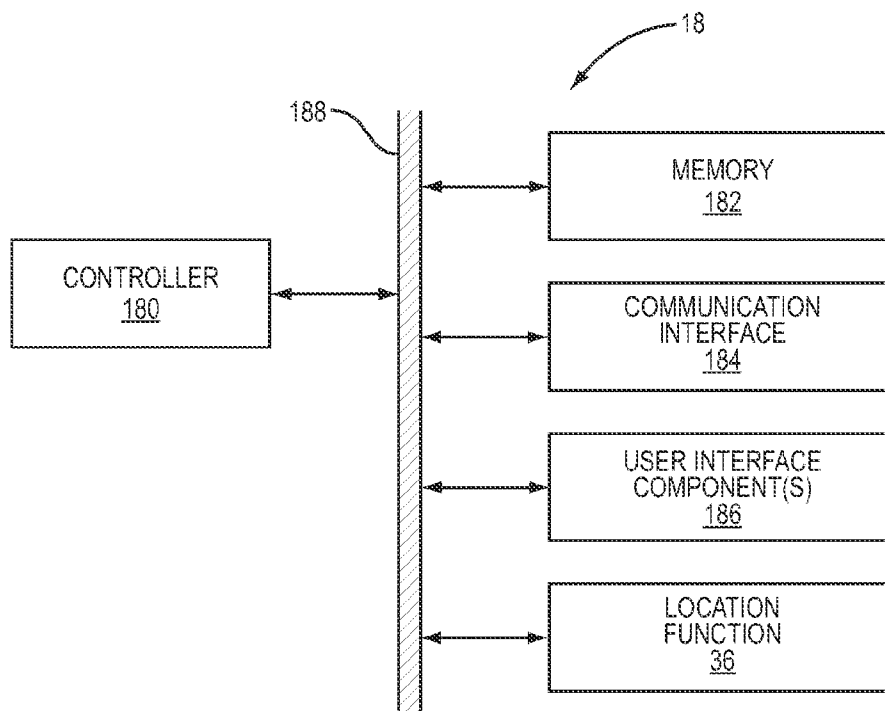 18
188
MEMORY
182
CONTROLLER
180
COMMUNICATION
INTERFACE
184
USER INTERFACE
COMPONENT(S)
186
LOCATION
FUNCTION
36